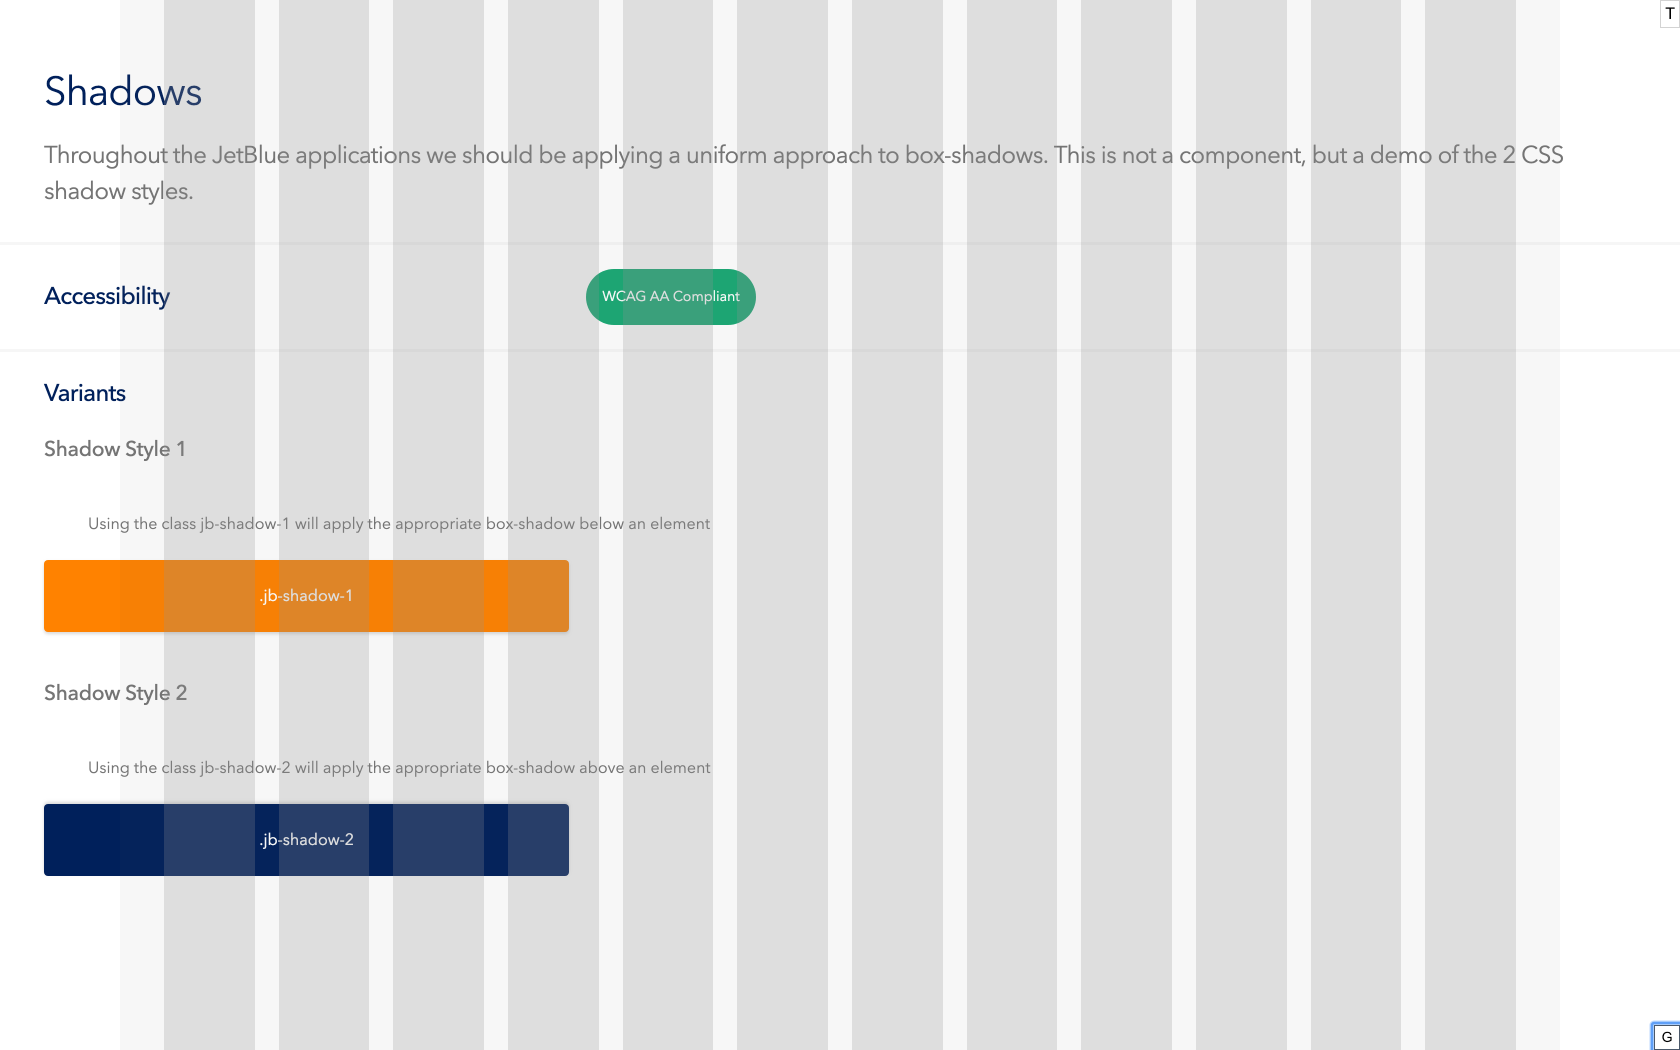 T
Shadows
Throughout the JetBlue applications we should be applying a uniform approach to box-shadows. This is not a component, but a demo of the 2 CSS
shadow styles.
Accessibility
WCAG AA Compliant
Variants
Shadow Style 1
Using the class jb-shadow-1 will apply the appropriate box-shadow below an element
.jb-shadow-1
Shadow Style 2
Using the class jb-shadow-2 will apply the appropriate box-shadow above an element
.jb-shadow-2
G